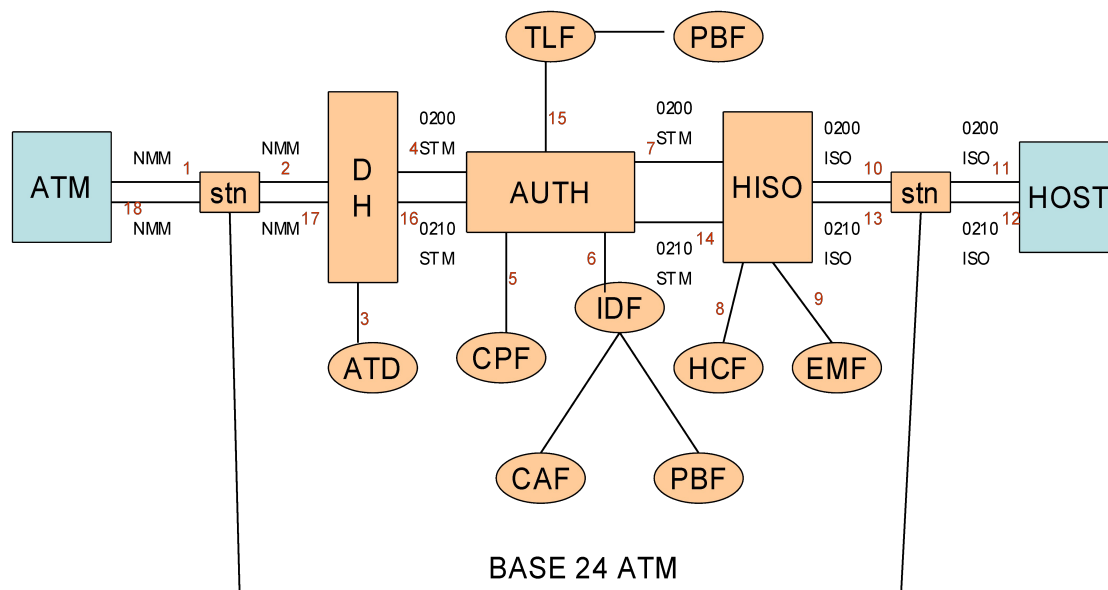 TLF
PBF
0200
STM
4
15
0200
STM
7
0200
ISO
10
0200
ISO
11
NMM
1
NMM
2
ATM
stn
D
H
AUTH
HISO
stn
HOST
18
NMM
17
NMM
16
0210
STM
14
0210
STM
13
0210
ISO
12
0210
ISO
3
5
6
8
9
ATD
CPF
IDF
HCF
EMF
CAF
PBF
BASE 24 ATM